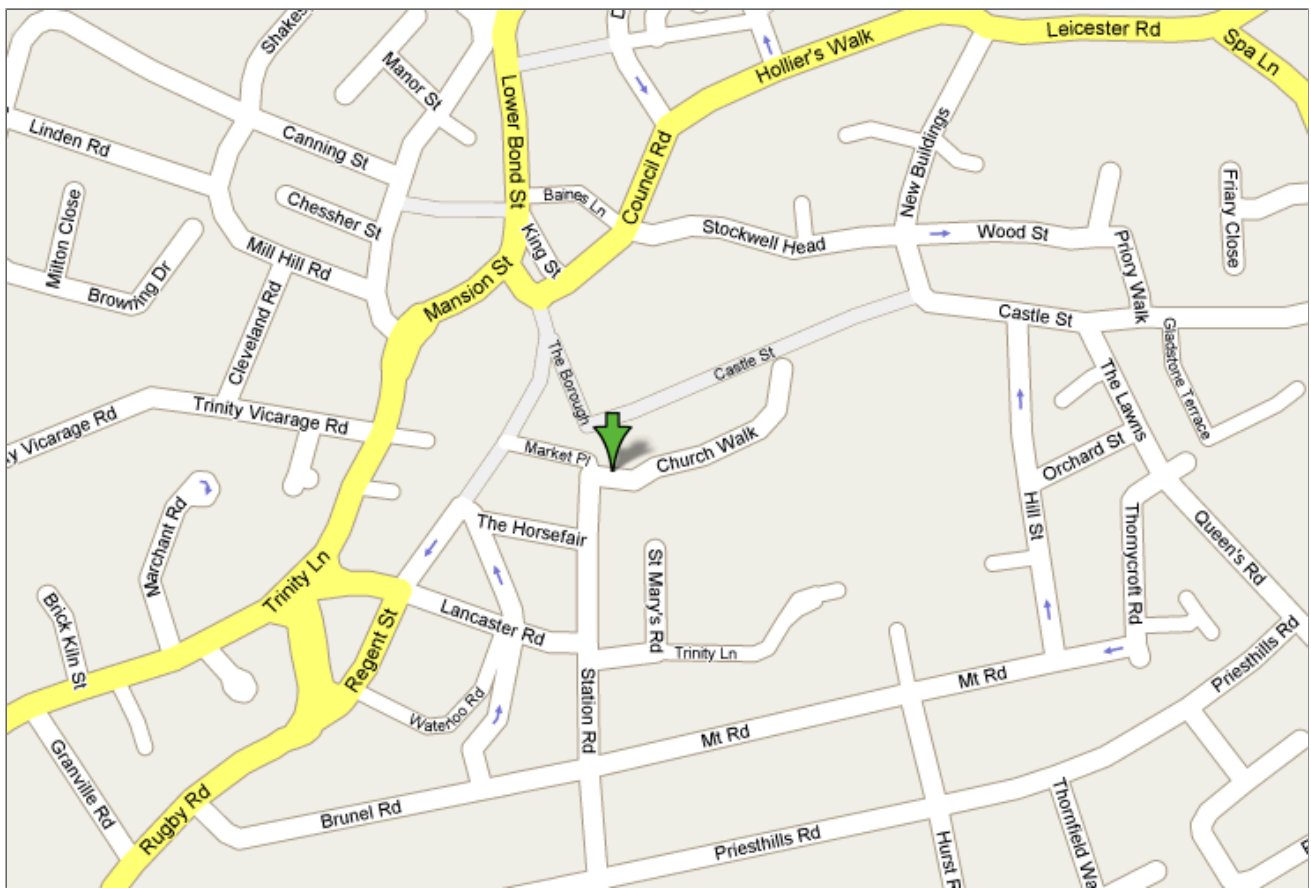 Leicester Rd
Spa Ln
Hollier's Walk
Shakes
Manor St
Lower Bond St
Linden Rd
Canning St
Council Rd
New Buildings
Friary Close
Baines Ln
Chessher St
Milton Close
King St
Stockwell Head
Wood St
Mill Hill Rd
Priory Walk
Browning Dr
Mansion St
Cleveland Rd
Castle St
Gladstone Terrace
The Borough
Castle St
The Lawns
Trinity Vicarage Rd
ty Vicarage Rd
Market Pl
Church Walk
Orchard St
Marchant Rd
The Horsefair
Hill St
Thornycroft Rd
Queen's Rd
Trinity Ln
St Mary's Rd
Brick Kiln St
Lancaster Rd
Regent St
Trinity Ln
Priesthills Rd
Mt Rd
Waterloo Rd
Station Rd
Mt Rd
Granville Rd
Rugby Rd
Brunel Rd
Priesthills Rd
Hurst R
Thornfield Wa